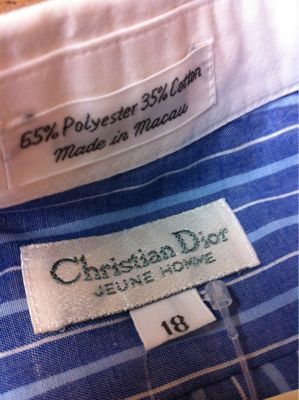 65% Polyester 35% Cotton
Made in Macau
Christian Dior
JEUNE HOMME
18